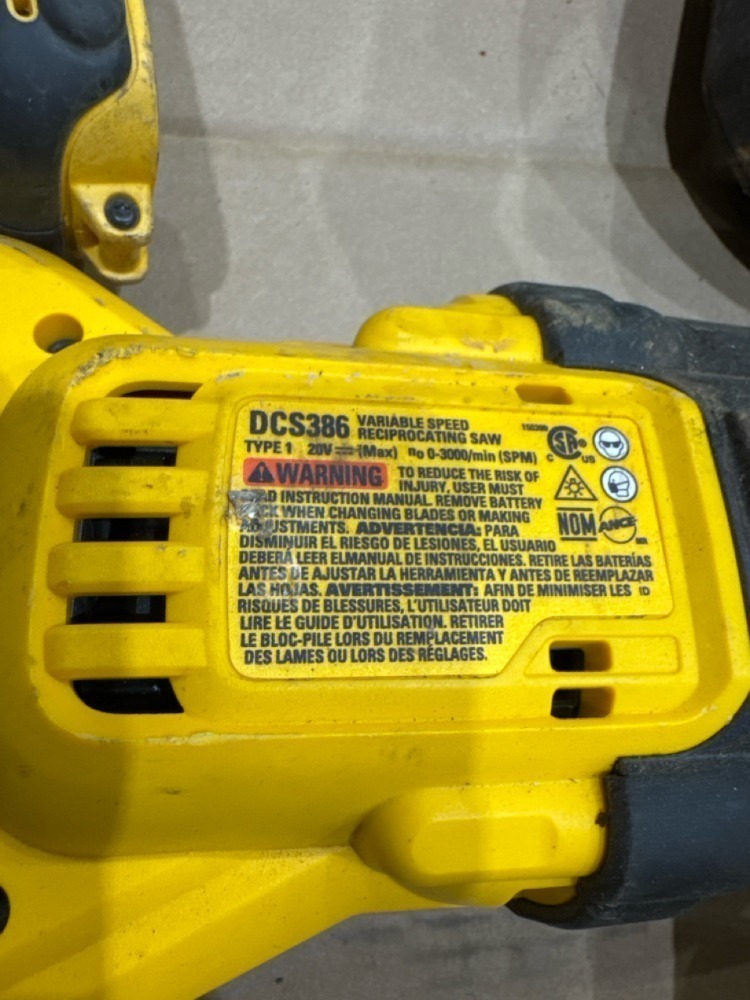 DCS386 VARIABLE SPEED
RECIPROCATING SAW
TYPE 1 20V (Max) no 0-3000/min (SPM)
WARNING TO REDUCE THE RISK OF
INJURY, USER MUST
INSTRUCTION MANUAL. REMOVE BATTERY
WHEN CHANGING BLADES OR MAKING
ADJUSTMENTS. ADVERTENCIA: PARA
DISMINUIR EL RIESGO DE LESIONES, EL USUARIO
DEBERÁ LEER ELMANUAL DE INSTRUCCIONES. RETIRE LAS BATERÍAS
ANTES DE AJUSTAR LA HERRAMIENTA Y ANTES DE REEMPLAZAR
LAS HOJAS. AVERTISSEMENT: AFIN DE MINIMISER LES ID
RISQUES DE BLESSURES, L'UTILISATEUR DOIT
LIRE LE GUIDE D'UTILISATION. RETIRER
LE BLOC-PILE LORS DU REMPLACEMENT
DES LAMES OU LORS DES RÉGLAGES.
C US
NOM ANCE